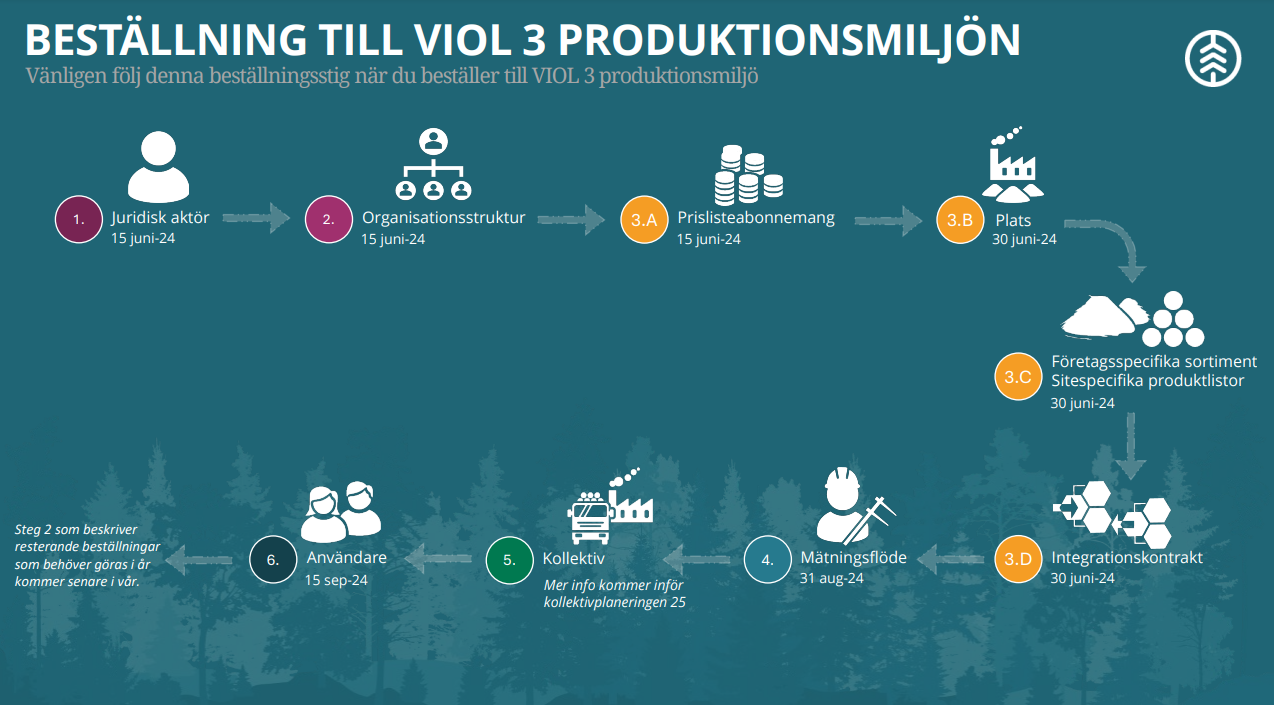 BESTÄLLNING TILL VIOL 3 PRODUKTIONSMILJÖN
Vänligen följ denna beställningsstig när du beställer till VIOL 3 produktionsmiljö
1.
Juridisk aktör
15 juni-24
2.
Organisationsstruktur
15 juni-24
3.A
Prislisteabonnemang
15 juni-24
3.B
Plats
30 juni-24
3.C
Företagsspecifika sortiment
Sitespecifika produktlistor
30 juni-24
3.D
Integrationskontrakt
30 juni-24
4.
Mätningsflöde
31 aug-24
5.
Kollektiv
Mer info kommer inför
kollektivplaneringen 25
6.
Användare
15 sep-24
Steg 2 som beskriver
resterande beställningar
som behöver göras i år
kommer senare i vår.